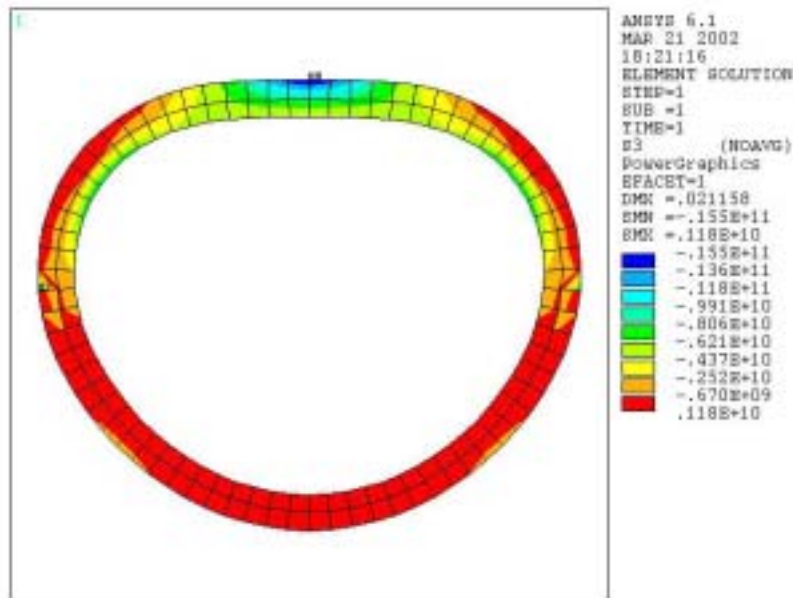 1
ANSYS 6.1
MAR 21 2002
18:21:16
ELEMENT SOLUTION
STEP=1
SUB =1
TIME=1
S3 (NOAVG)
PowerGraphics
EFACET=1
DMX =.021158
SMN =-.155E+11
SMX =.118E+10
-.155E+11
-.136E+11
-.118E+11
-.991E+10
-.806E+10
-.621E+10
-.437E+10
-.252E+10
-.670E+09
.118E+10